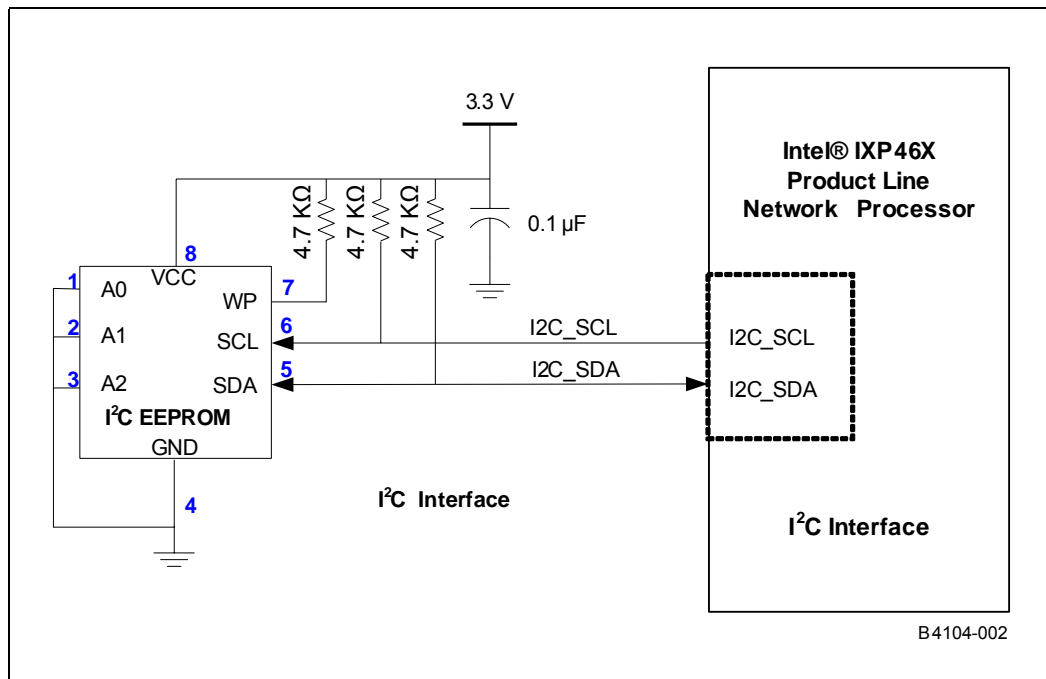 3.3 V
Intel® IXP46X
Product Line
Network Processor
4.7 KΩ
4.7 KΩ
4.7 KΩ
0.1 µF
8
VCC
1
A0
7
WP
6
I2C_SCL
I2C_SCL
2
A1
SCL
5
I2C_SDA
I2C_SDA
3
A2
SDA
I²C EEPROM
GND
4
I²C Interface
I²C Interface
B4104-002